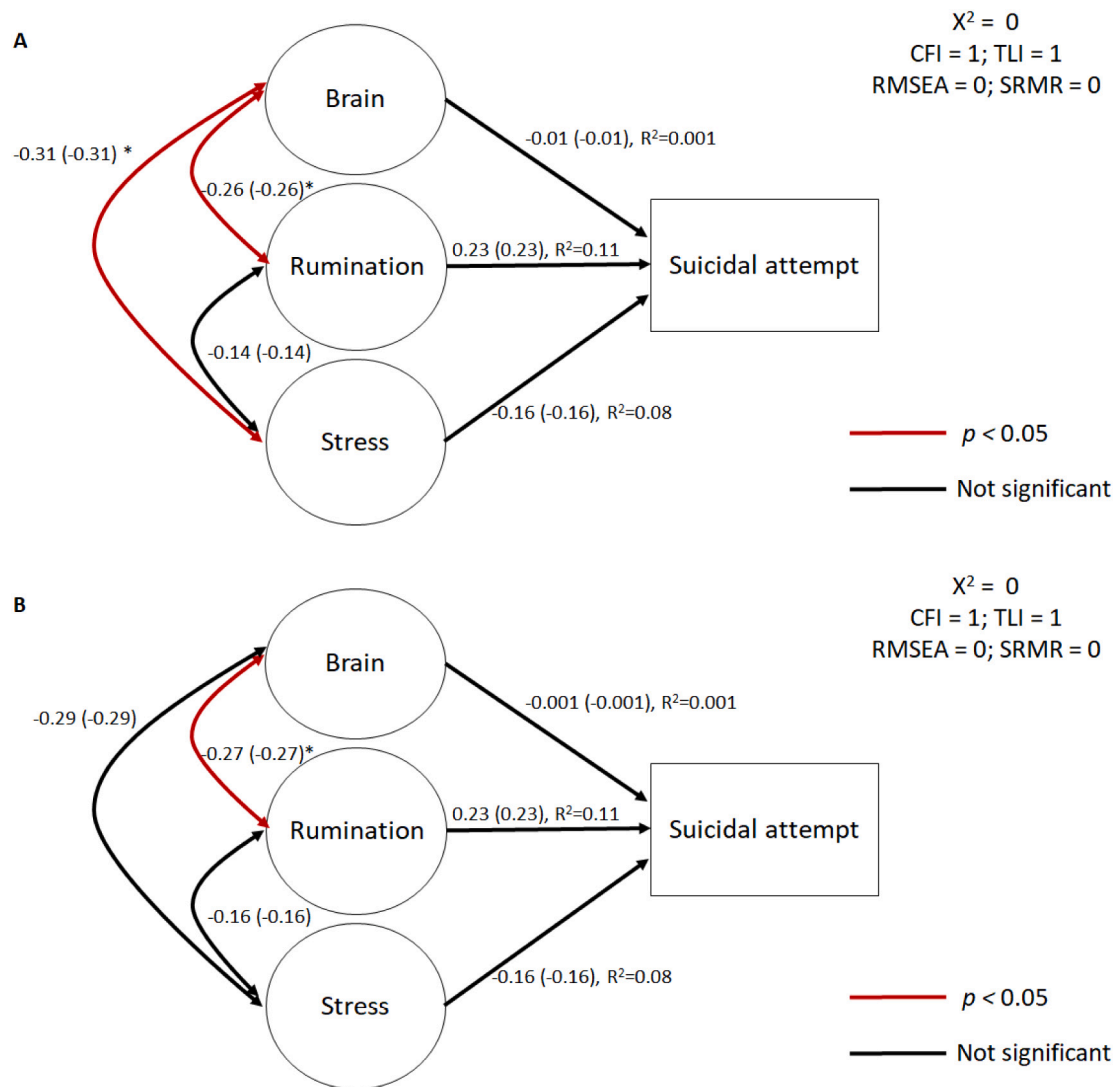 A
X² = 0
CFI = 1; TLI = 1
RMSEA = 0; SRMR = 0
Brain
-0.01 (-0.01), R²=0.001
-0.31 (-0.31) *
-0.26 (-0.26)*
Rumination
0.23 (0.23), R²=0.11
Suicidal attempt
-0.14 (-0.14)
Stress
-0.16 (-0.16), R²=0.08
p < 0.05
Not significant
B
X² = 0
CFI = 1; TLI = 1
RMSEA = 0; SRMR = 0
Brain
-0.001 (-0.001), R²=0.001
-0.29 (-0.29)
-0.27 (-0.27)*
Rumination
0.23 (0.23), R²=0.11
Suicidal attempt
-0.16 (-0.16)
Stress
-0.16 (-0.16), R²=0.08
p < 0.05
Not significant